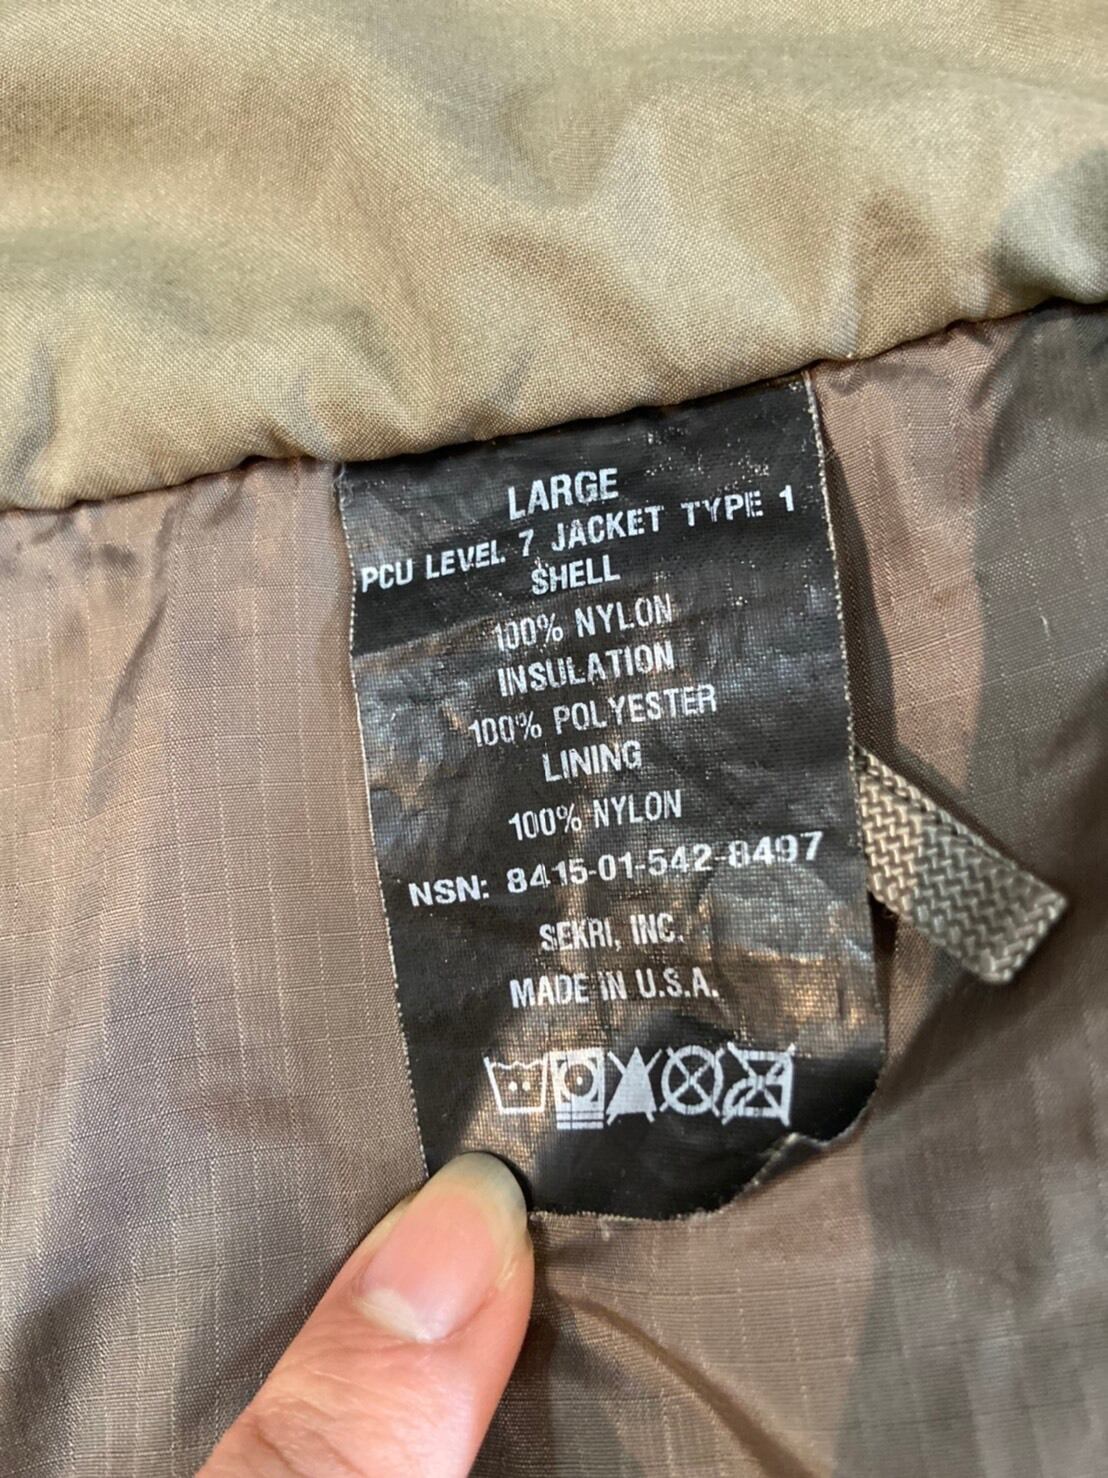 LARGE
PCU LEVEL 7 JACKET TYPE 1
SHELL
100% NYLON
INSULATION
100% POLYESTER
LINING
100% NYLON
NSN: 8415-01-542-8497
SEKRI, INC.
MADE IN U.S.A.